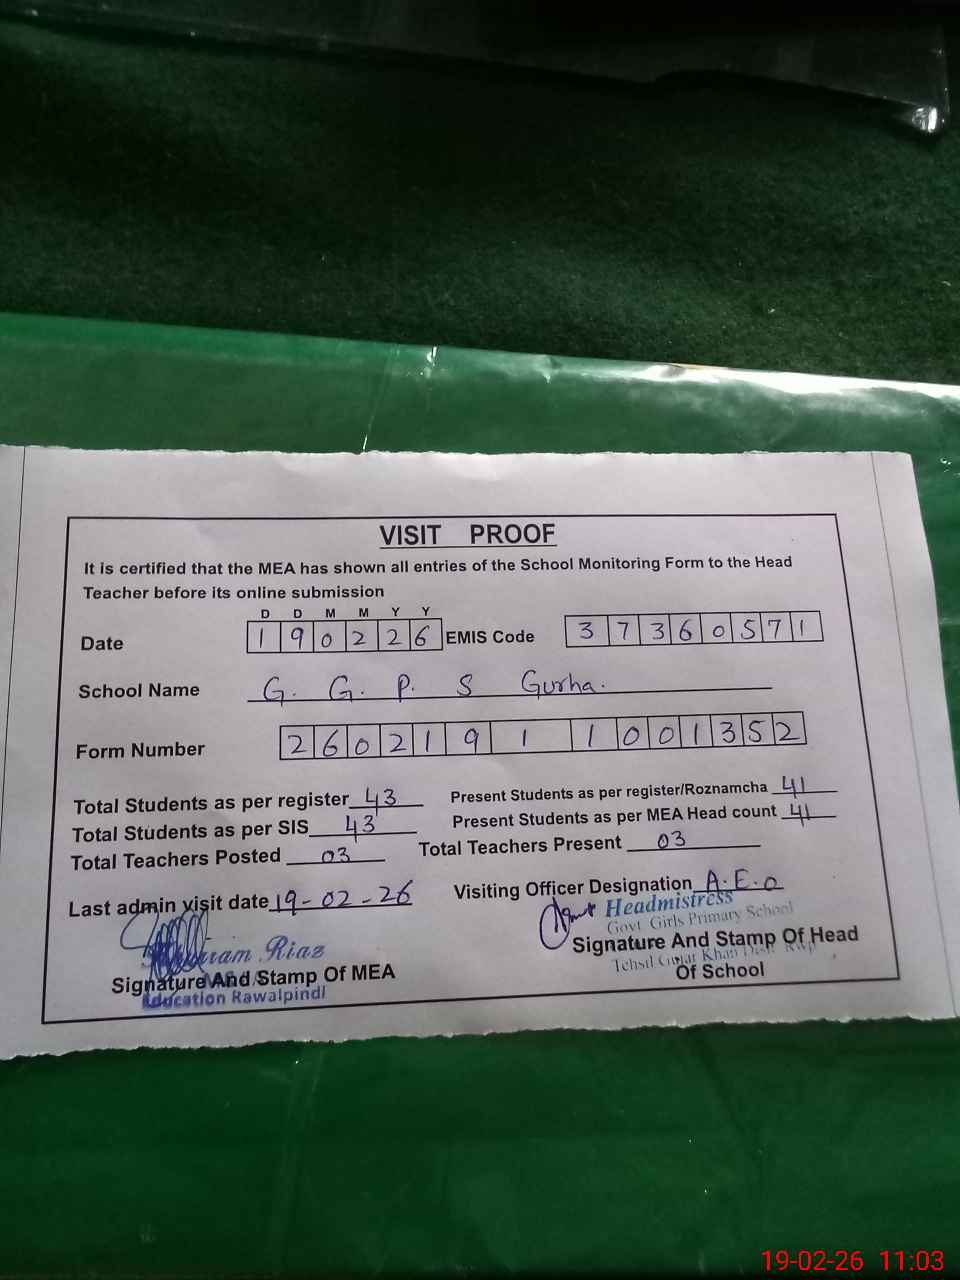 VISIT PROOF
It is certified that the MEA has shown all entries of the School Monitoring Form to the Head
Teacher before its online submission
D D M M Y Y
Date 1 9 0 2 2 6 EMIS Code 3 7 3 6 0 5 7 1
School Name G. G. P. S Gurha.
Form Number 2 6 0 2 1 9 1 1 0 0 1 3 5 2
Total Students as per register 43 Present Students as per register/Roznamcha 41
Total Students as per SIS 43 Present Students as per MEA Head count 41
Total Teachers Posted 03 Total Teachers Present 03
Last admin visit date 19-02-26 Visiting Officer Designation A.E.O
Headmistress
Govt Girls Primary School
Riaz
Signature And Stamp Of MEA Signature And Stamp Of Head
Tehsil Gujar Khan Distt Rwp
Of School
Education Rawalpindi
19-02-26 11:03